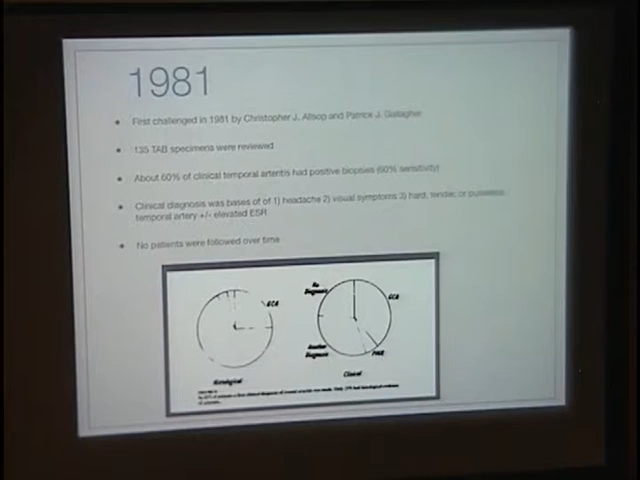 1981
First challenged in 1981 by Christopher J. Allsop and Patrick J. Gallagher
135 TAB specimens were reviewed
About 60% of clinical temporal arteritis had positive biopsies (60% sensitivity)
Clinical diagnosis was bases of of 1) headache 2) visual symptoms 3) hard, tender, or pulseless
temporal artery +/- elevated ESR
No patients were followed over time
No
Diagnosis
GCA
GCA
Another
Diagnosis
PMR
Histological
Clinical